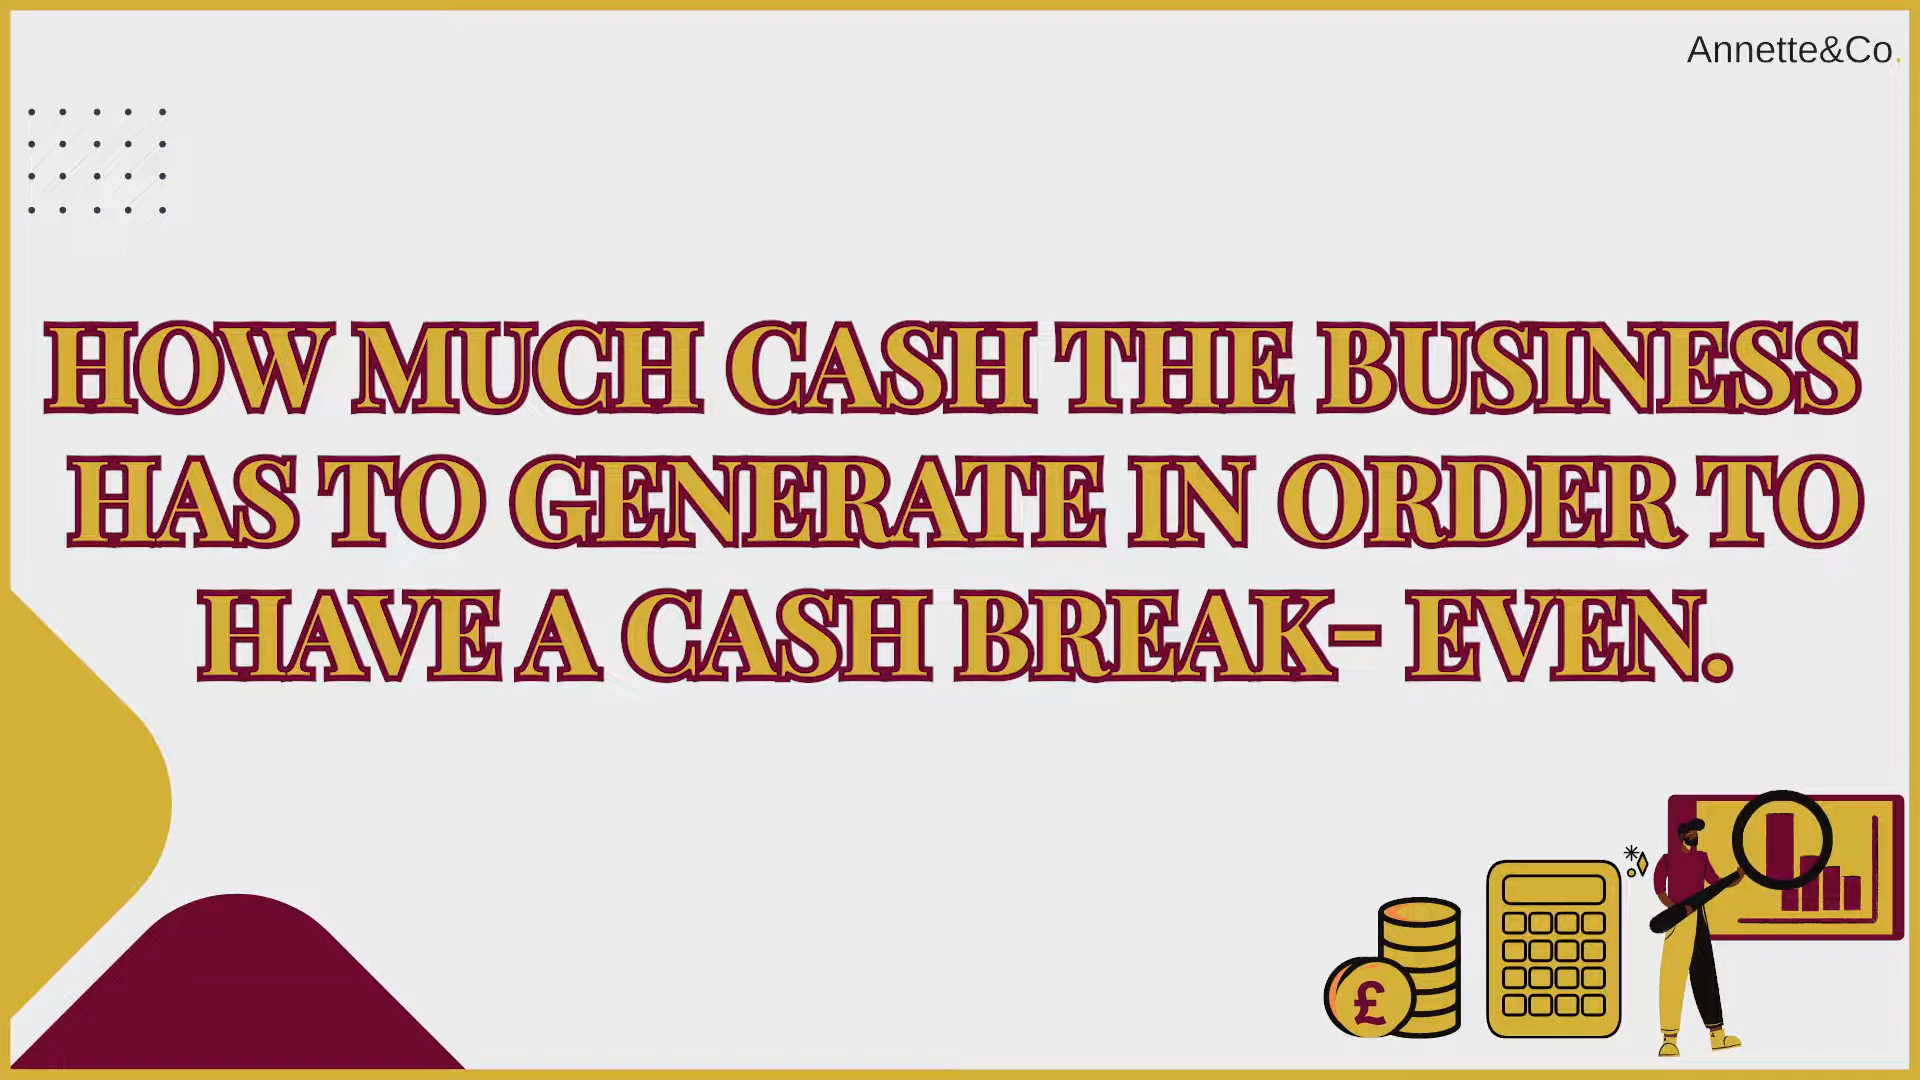 Annette&Co.
HOW MUCH CASH THE BUSINESS
HAS TO GENERATE IN ORDER TO
HAVE A CASH BREAK- EVEN.
£